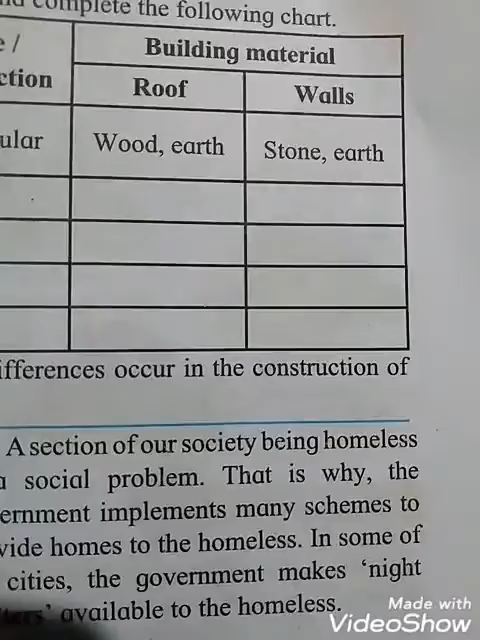 complete the following chart.
e / Building material
ction Roof Walls
ular Wood, earth Stone, earth
ifferences occur in the construction of
A section of our society being homeless
a social problem. That is why, the
ernment implements many schemes to
vide homes to the homeless. In some of
cities, the government makes 'night
ters' available to the homeless.
Made with
VideoShow